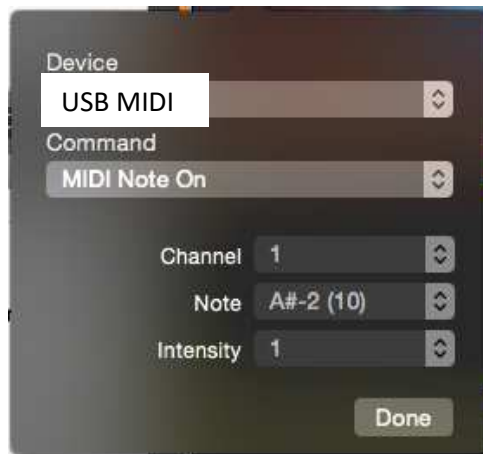 Device
USB MIDI
Command
MIDI Note On
Channel 1
Note A#-2 (10)
Intensity 1
Done